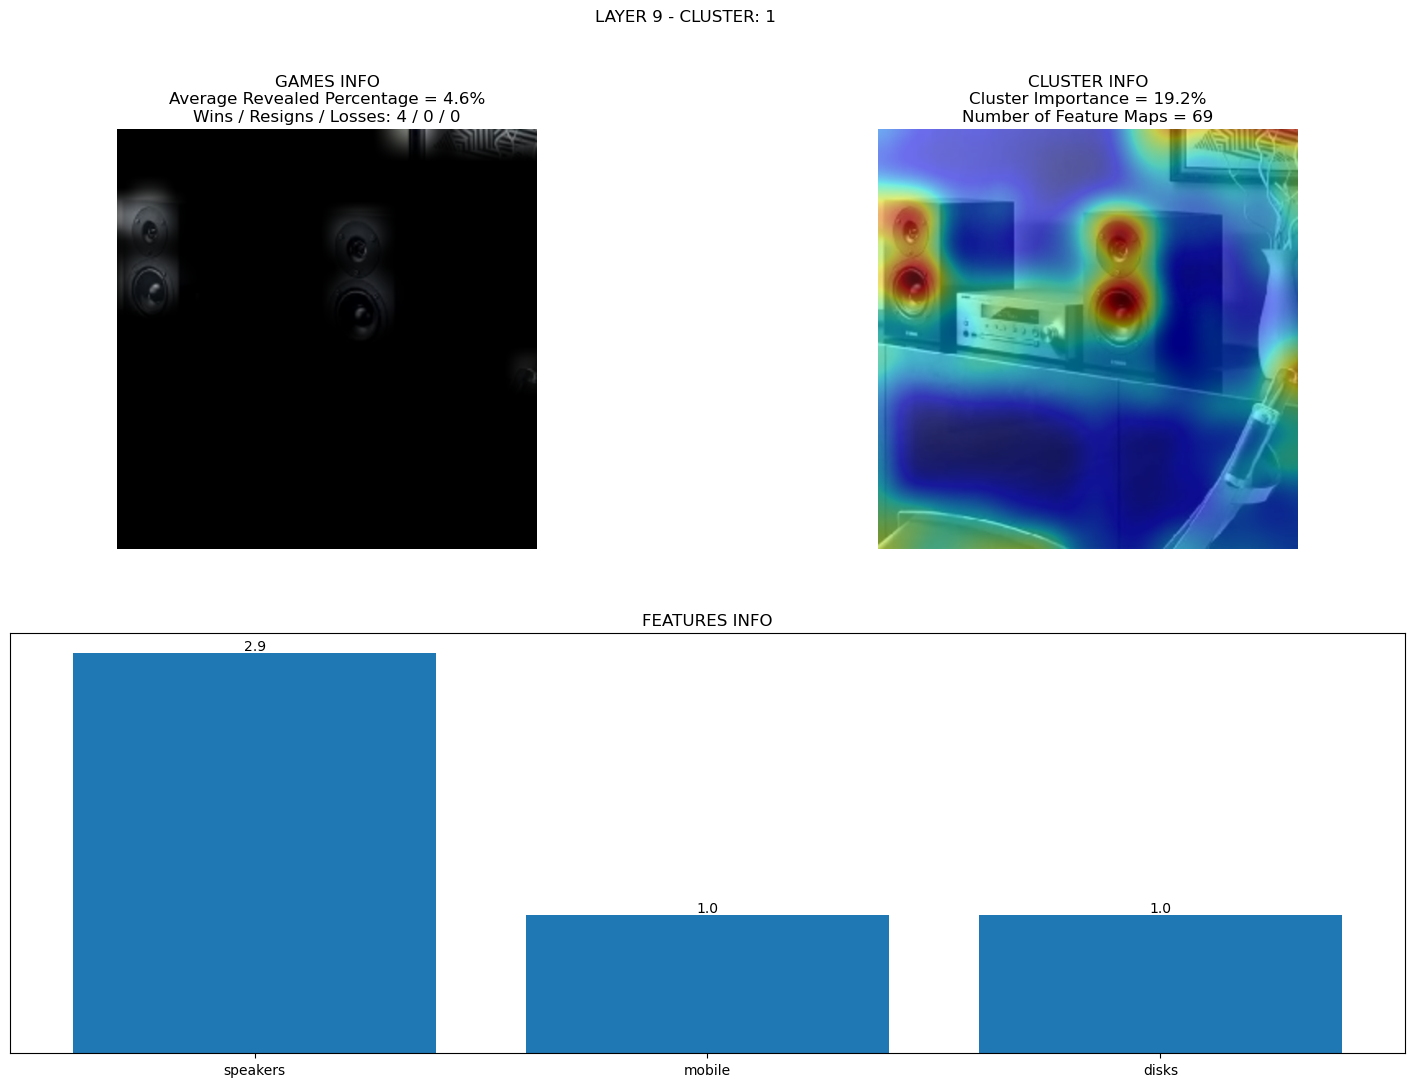 LAYER 9 - CLUSTER: 1
GAMES INFO
Average Revealed Percentage = 4.6%
Wins / Resigns / Losses: 4 / 0 / 0
CLUSTER INFO
Cluster Importance = 19.2%
Number of Feature Maps = 69
FEATURES INFO
2.9
1.0
1.0
speakers
mobile
disks